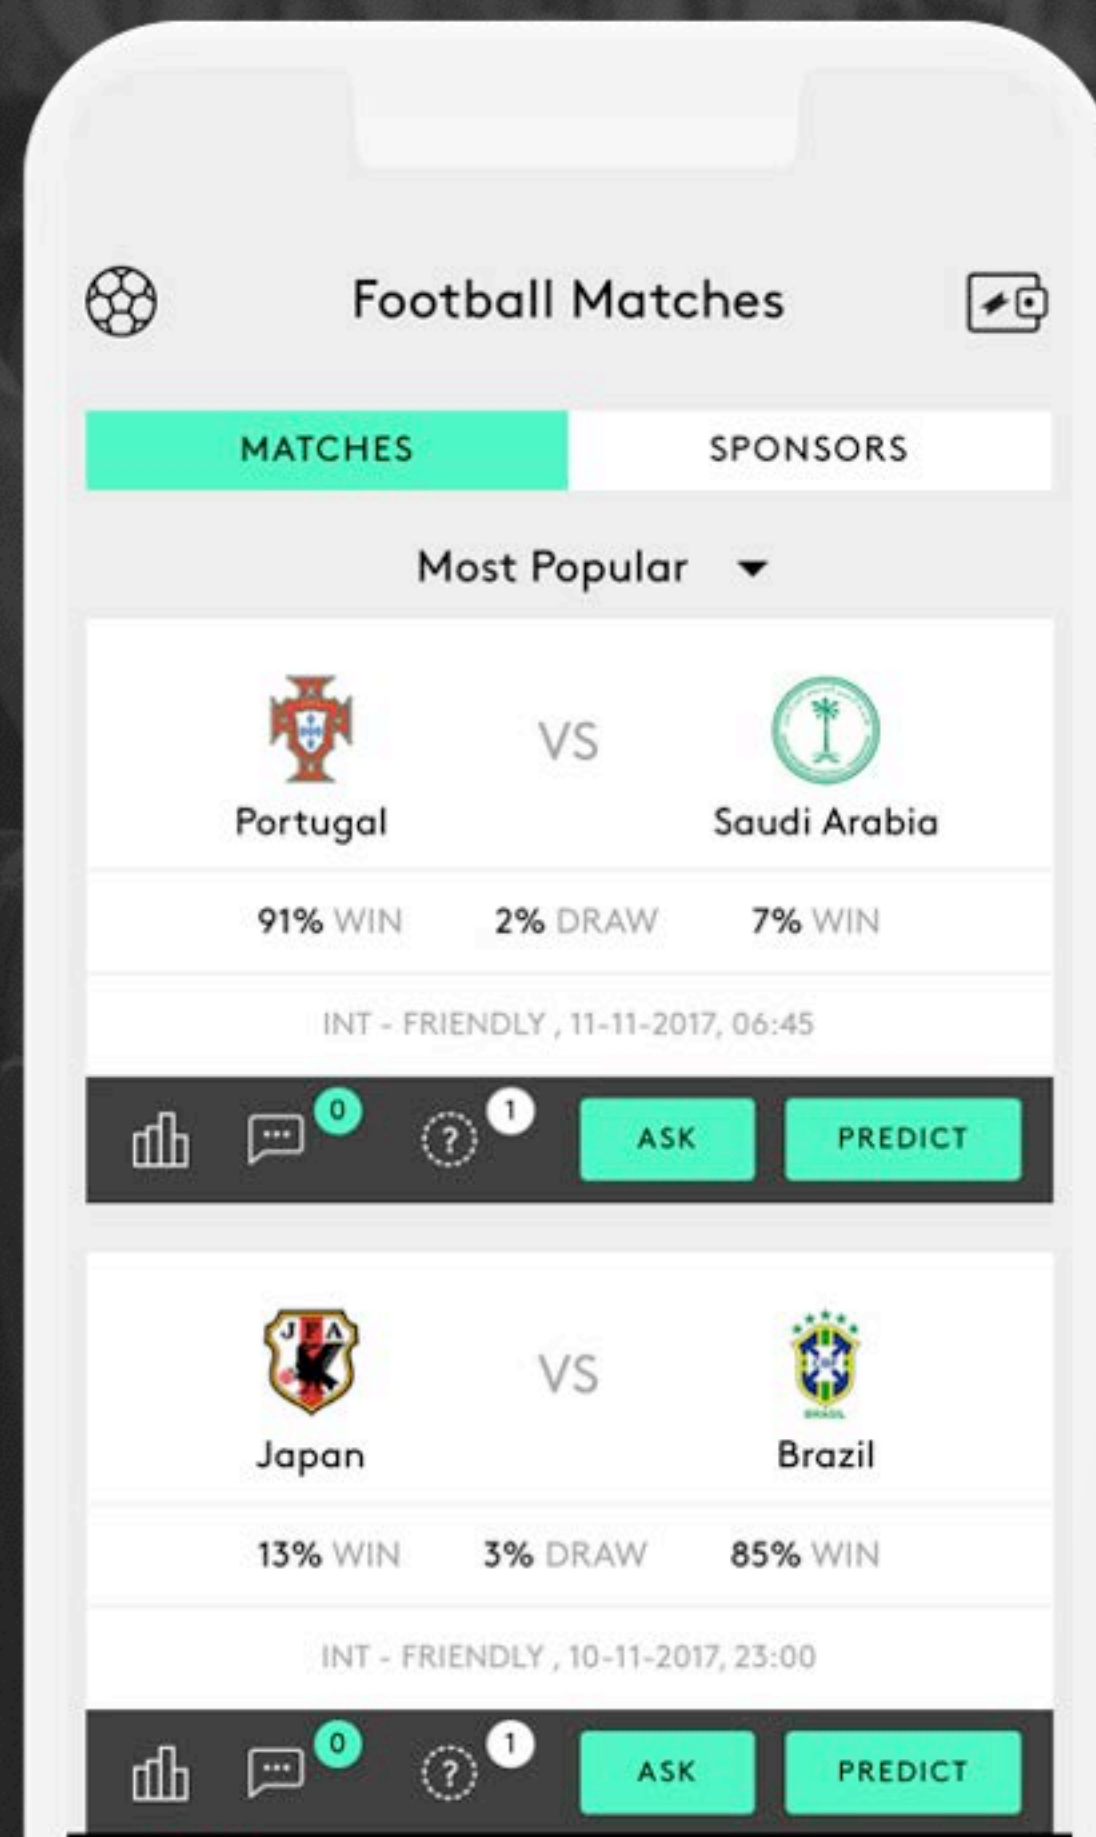 Football Matches
MATCHES SPONSORS
Most Popular
VS
Portugal Saudi Arabia
91% WIN 2% DRAW 7% WIN
INT - FRIENDLY , 11-11-2017, 06:45
0 ? 1 ASK PREDICT
JFA
VS
BRASIL
Japan Brazil
13% WIN 3% DRAW 85% WIN
INT - FRIENDLY , 10-11-2017, 23:00
0 ? 1 ASK PREDICT